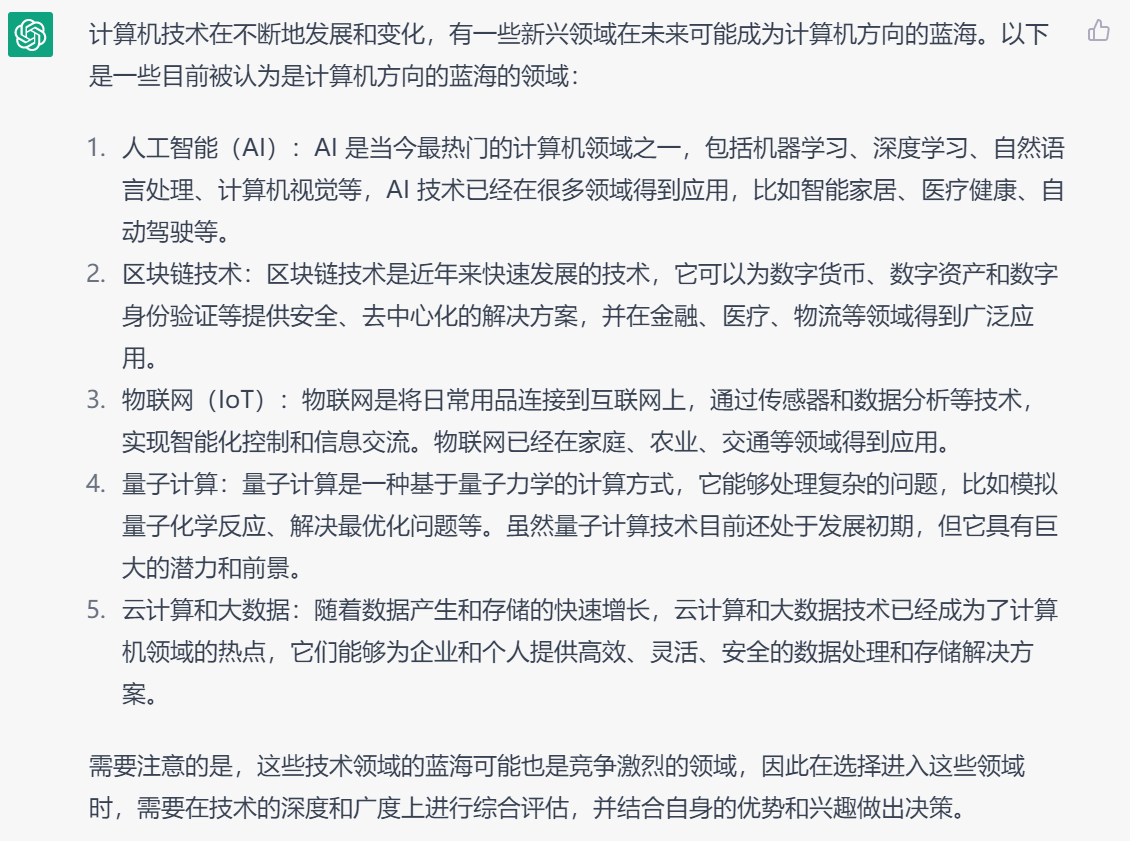 计算机技术在不断地发展和变化，有一些新兴领域在未来可能成为计算机方向的蓝海。以下
是一些目前被认为是计算机方向的蓝海的领域：
1. 人工智能（AI）：AI 是当今最热门的计算机领域之一，包括机器学习、深度学习、自然语
言处理、计算机视觉等，AI 技术已经在很多领域得到应用，比如智能家居、医疗健康、自
动驾驶等。
2. 区块链技术：区块链技术是近年来快速发展的技术，它可以为数字货币、数字资产和数字
身份验证等提供安全、去中心化的解决方案，并在金融、医疗、物流等领域得到广泛应
用。
3. 物联网（IoT）：物联网是将日常用品连接到互联网上，通过传感器和数据分析等技术，
实现智能化控制和信息交流。物联网已经在家庭、农业、交通等领域得到应用。
4. 量子计算：量子计算是一种基于量子力学的计算方式，它能够处理复杂的问题，比如模拟
量子化学反应、解决最优化问题等。虽然量子计算技术目前还处于发展初期，但它具有巨
大的潜力和前景。
5. 云计算和大数据：随着数据产生和存储的快速增长，云计算和大数据技术已经成为了计算
机领域的热点，它们能够为企业和个人提供高效、灵活、安全的数据处理和存储解决方
案。
需要注意的是，这些技术领域的蓝海可能也是竞争激烈的领域，因此在选择进入这些领域
时，需要在技术的深度和广度上进行综合评估，并结合自身的优势和兴趣做出决策。